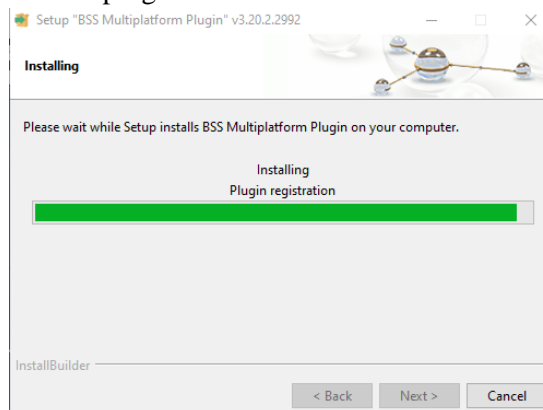 Setup "BSS Multiplatform Plugin" v3.20.2.2992
Installing
Please wait while Setup installs BSS Multiplatform Plugin on your computer.
Installing
Plugin registration
InstallBuilder
< Back Next > Cancel